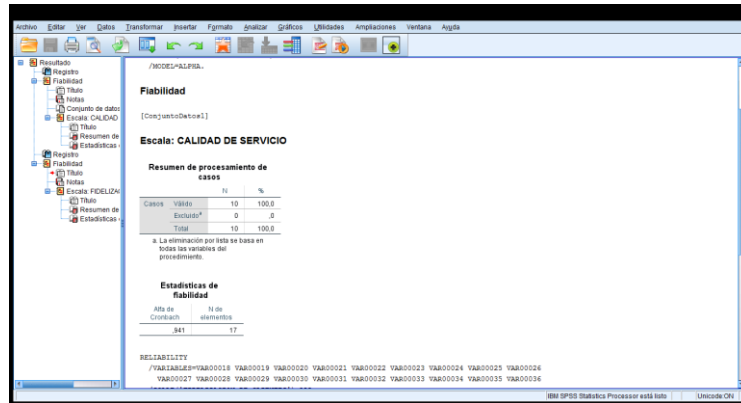 Archivo Editar Ver Datos Transformar Insertar Formato Analizar Gráficos Utilidades Ampliaciones Ventana Ayuda
Resultado
Registro
Fiabilidad
Título
Notas
Conjunto de datos
Escala: CALIDAD
Título
Resumen de
Estadísticas
Registro
Fiabilidad
Título
Notas
Escala: FIDELIZA
Título
Resumen de
Estadísticas
/MODEL=ALPHA.
Fiabilidad
[ConjuntoDatos1]
Escala: CALIDAD DE SERVICIO
Resumen de procesamiento de
casos
N %
Casos Válido 10 100,0
Excluido a 0 ,0
Total 10 100,0
a. La eliminación por lista se basa en
todas las variables del
procedimiento.
Estadísticas de
fiabilidad
Alfa de N de
Cronbach elementos
,941 17
RELIABILITY
/VARIABLES=VAR00018 VAR00019 VAR00020 VAR00021 VAR00022 VAR00023 VAR00024 VAR00025 VAR00026
VAR00027 VAR00028 VAR00029 VAR00030 VAR00031 VAR00032 VAR00033 VAR00034 VAR00035 VAR00036
IBM SPSS Statistics Processor está listo Unicode:ON